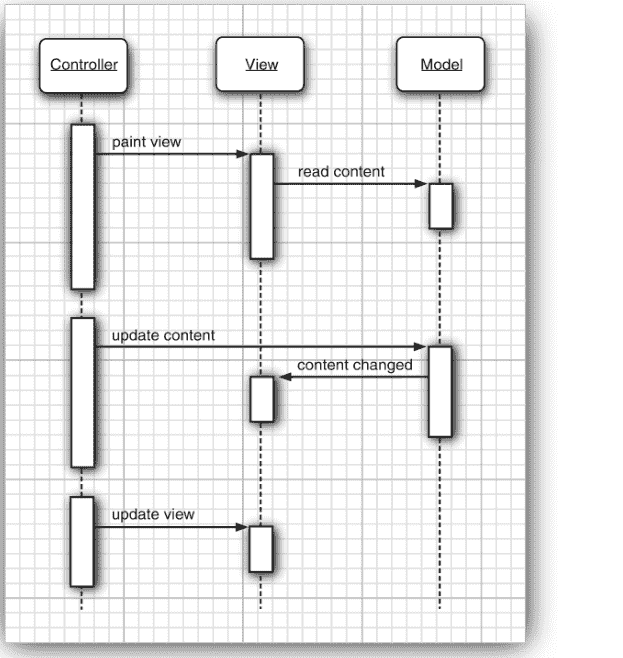 Controller
View
Model
paint view
read content
update content
content changed
update view